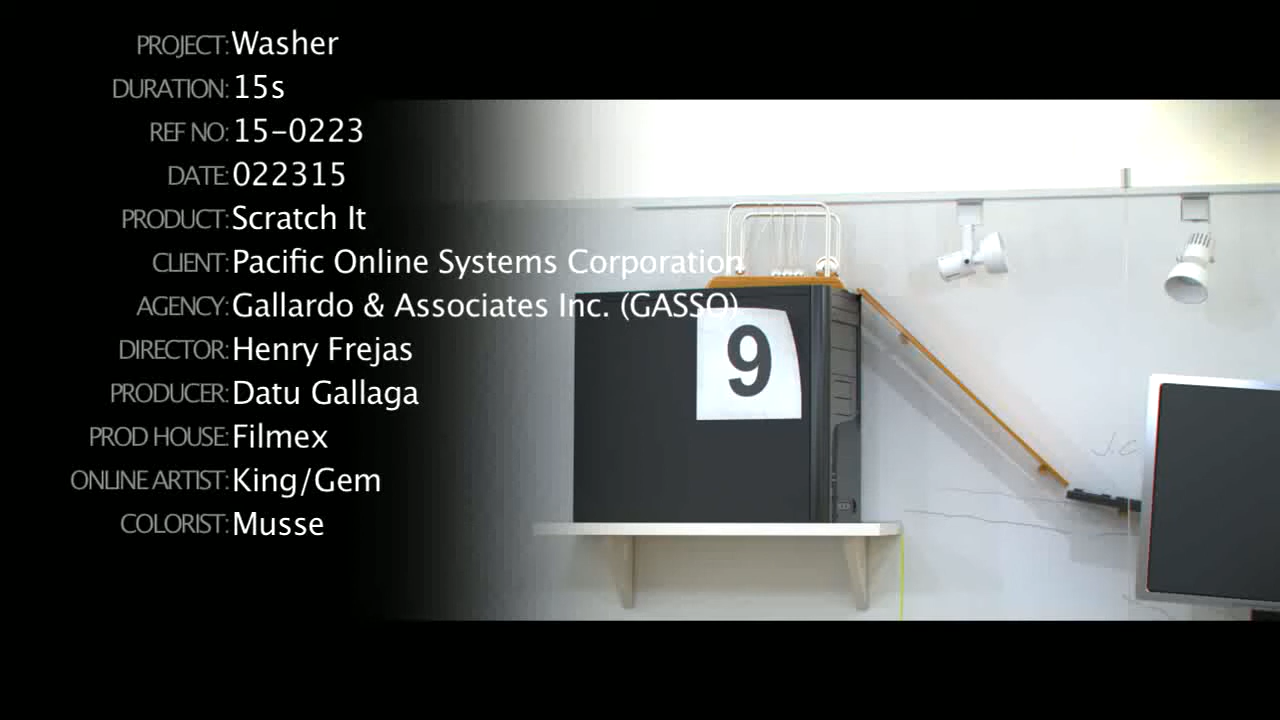 PROJECT: Washer
DURATION: 15s
REF NO: 15-0223
DATE: 022315
PRODUCT: Scratch It
CLIENT: Pacific Online Systems Corporation
AGENCY: Gallardo & Associates Inc. (GASSO)
DIRECTOR: Henry Frejas
PRODUCER: Datu Gallaga
PROD HOUSE: Filmex
ONLINE ARTIST: King/Gem
COLORIST: Musse
9
J.C